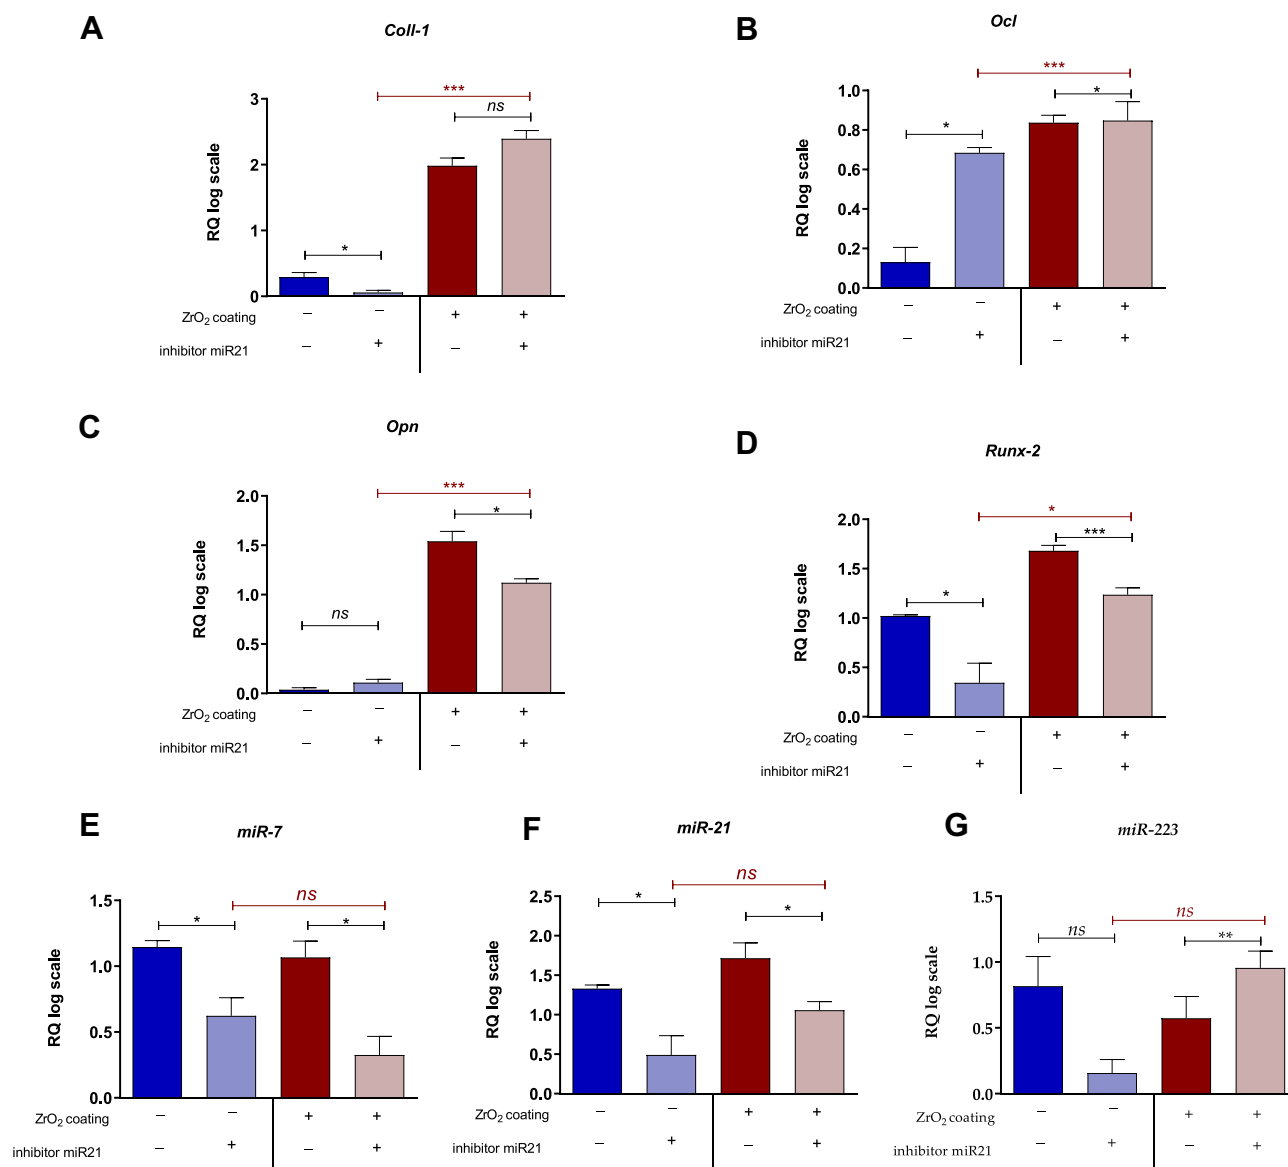 A
Coll-1
***
ns
*
RQ log scale
3
2
1
0
ZrO2 coating – – + +
inhibitor miR21 – + – +
B
Ocl
***
*
*
RQ log scale
1.0
0.8
0.6
0.4
0.2
0.0
ZrO2 coating – – + +
inhibitor miR21 – + – +
C
Opn
***
*
ns
RQ log scale
2.0
1.5
1.0
0.5
0.0
ZrO2 coating – – + +
inhibitor miR21 – + – +
D
Runx-2
*
***
*
RQ log scale
2.0
1.5
1.0
0.5
0.0
ZrO2 coating – – + +
inhibitor miR21 – + – +
E
miR-7
ns
* *
RQ log scale
1.5
1.0
0.5
0.0
ZrO2 coating – – + +
inhibitor miR21 – + – +
F
miR-21
ns
* *
RQ log scale
2.5
2.0
1.5
1.0
0.5
0.0
ZrO2 coating – – + +
inhibitor miR21 – + – +
G
miR-223
ns
ns **
RQ log scale
1.5
1.0
0.5
0.0
ZrO2 coating – – + +
inhibitor miR21 – + – +